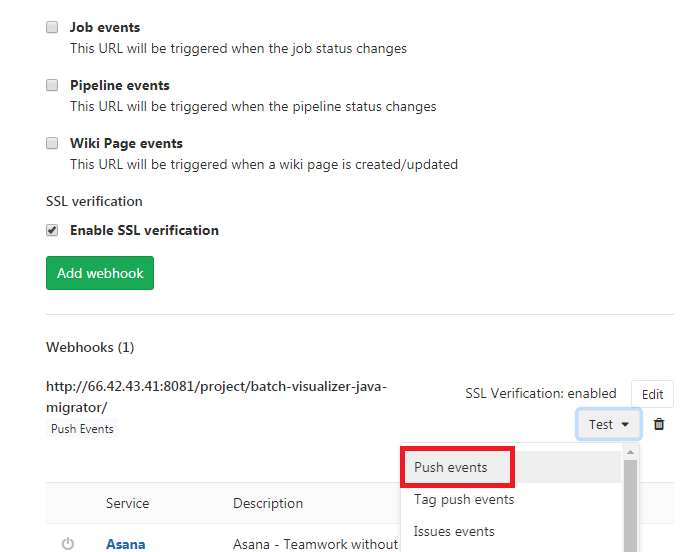 Job events
This URL will be triggered when the job status changes
Pipeline events
This URL will be triggered when the pipeline status changes
Wiki Page events
This URL will be triggered when a wiki page is created/updated
SSL verification
Enable SSL verification
Add webhook
Webhooks (1)
http://66.42.43.41:8081/project/batch-visualizer-java-
migrator/
Push Events
SSL Verification: enabled
Edit
Test
Push events
Tag push events
Issues events
Service Description
Asana Asana - Teamwork without